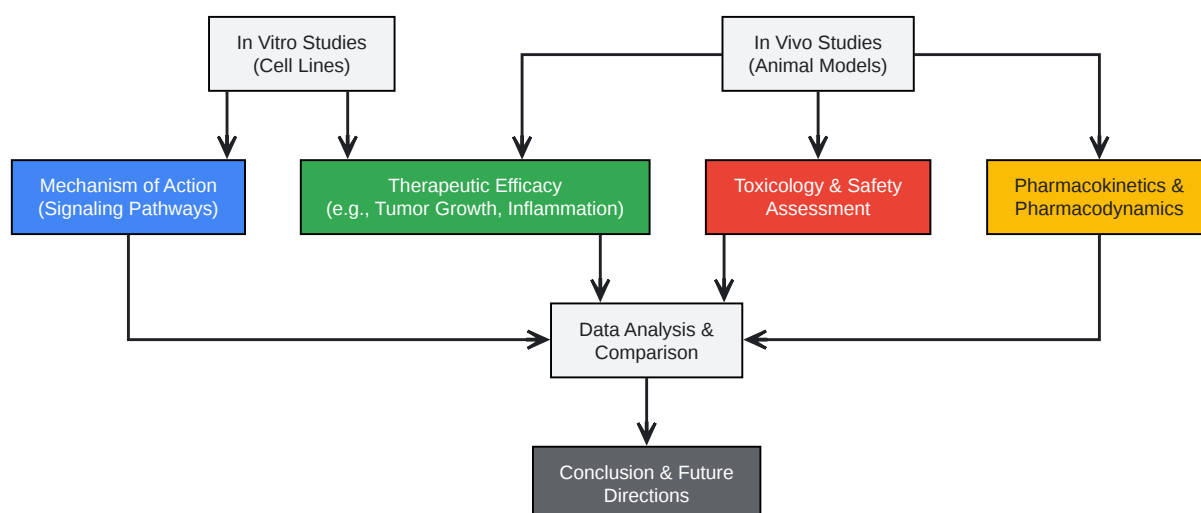 In Vitro Studies
(Cell Lines)
In Vivo Studies
(Animal Models)
Mechanism of Action
(Signaling Pathways)
Therapeutic Efficacy
(e.g., Tumor Growth, Inflammation)
Toxicology & Safety
Assessment
Pharmacokinetics &
Pharmacodynamics
Data Analysis &
Comparison
Conclusion & Future
Directions